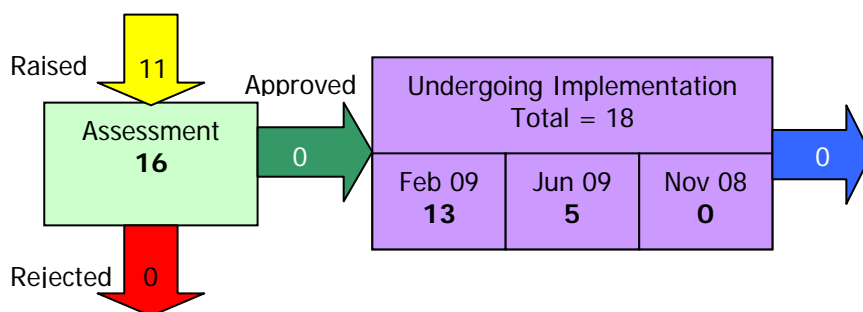 Raised
11
Approved
Assessment
16
0
Undergoing Implementation
Total = 18
0
Feb 09
13
Jun 09
5
Nov 08
0
Rejected
0